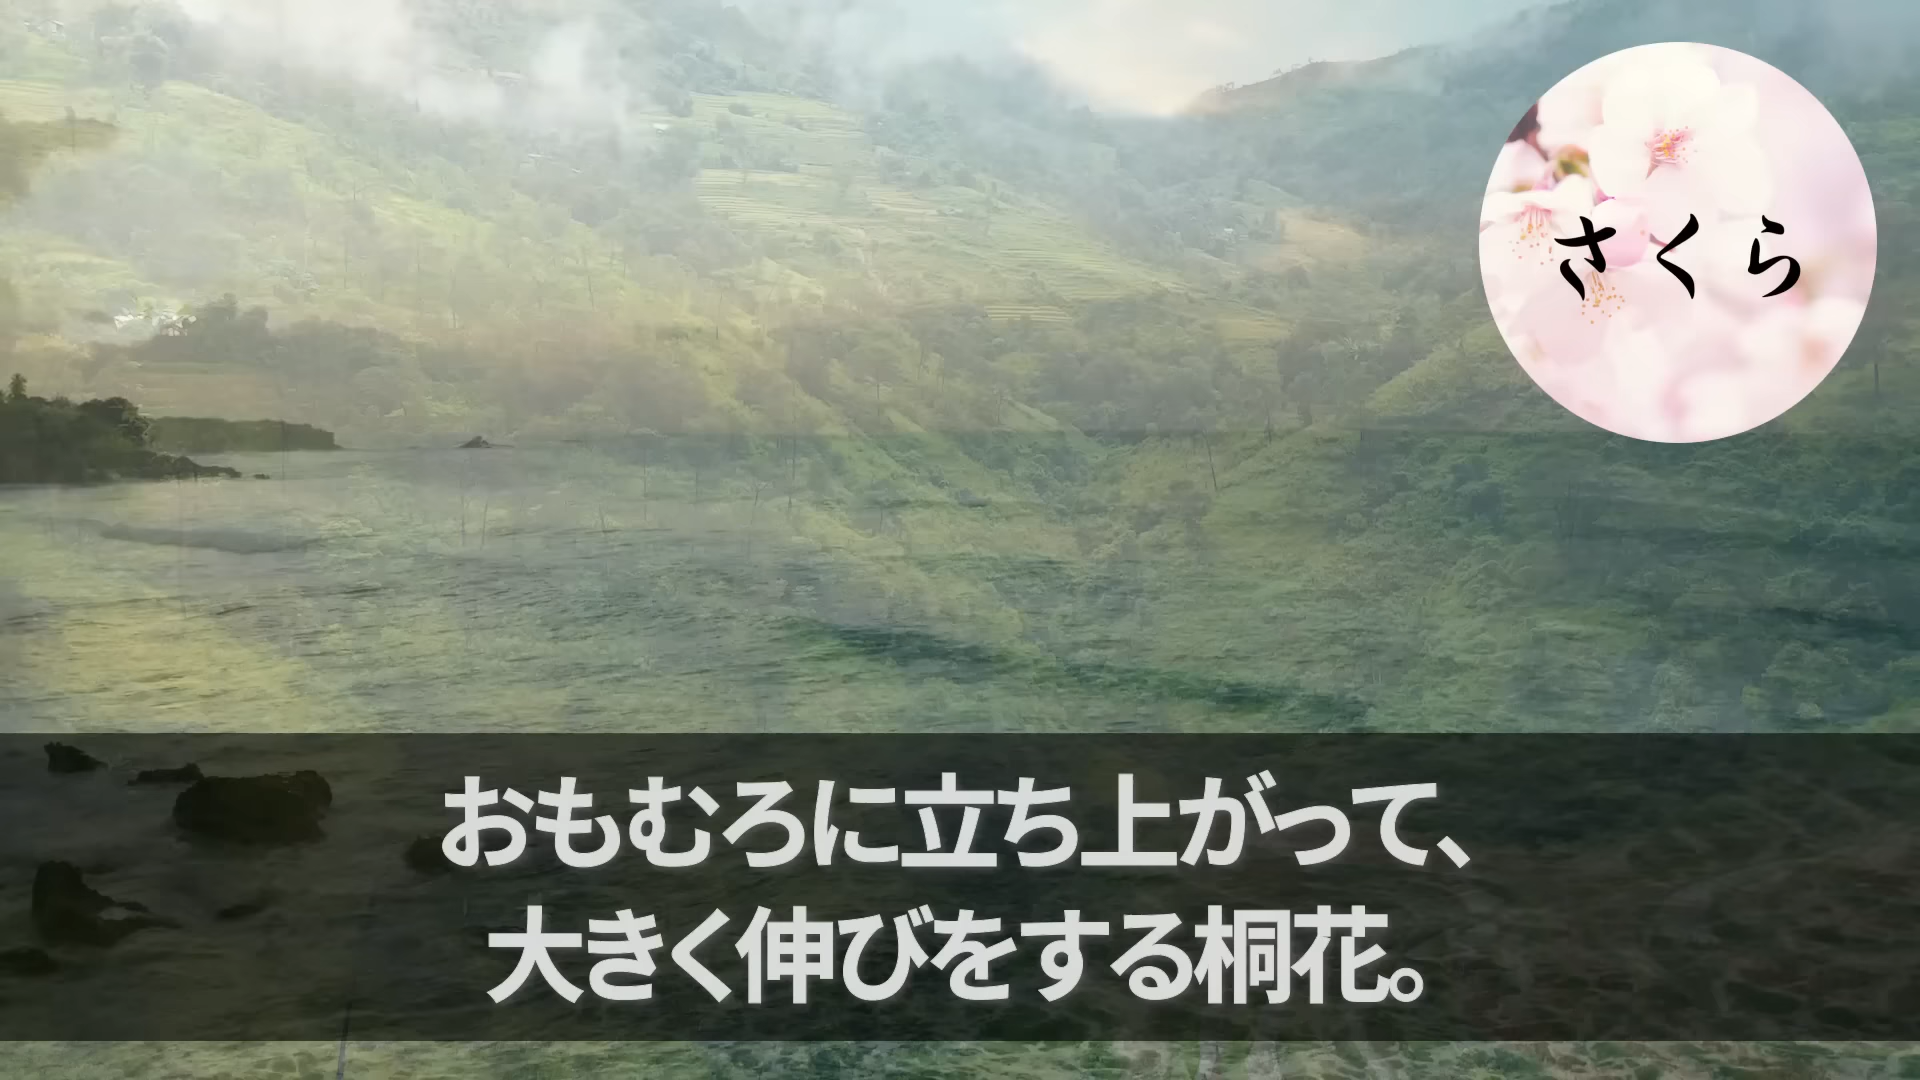 さくら
おもむろに立ち上がって、
大きく伸びをする桐花。